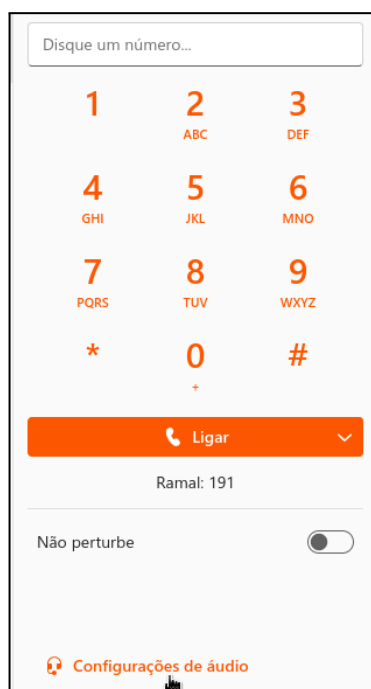 Disque um número...
1 2 3
ABC DEF
4 5 6
GHI JKL MNO
7 8 9
PQRS TUV WXYZ
* 0 #
+
Ligar
Ramal: 191
Não perturbe
Configurações de áudio